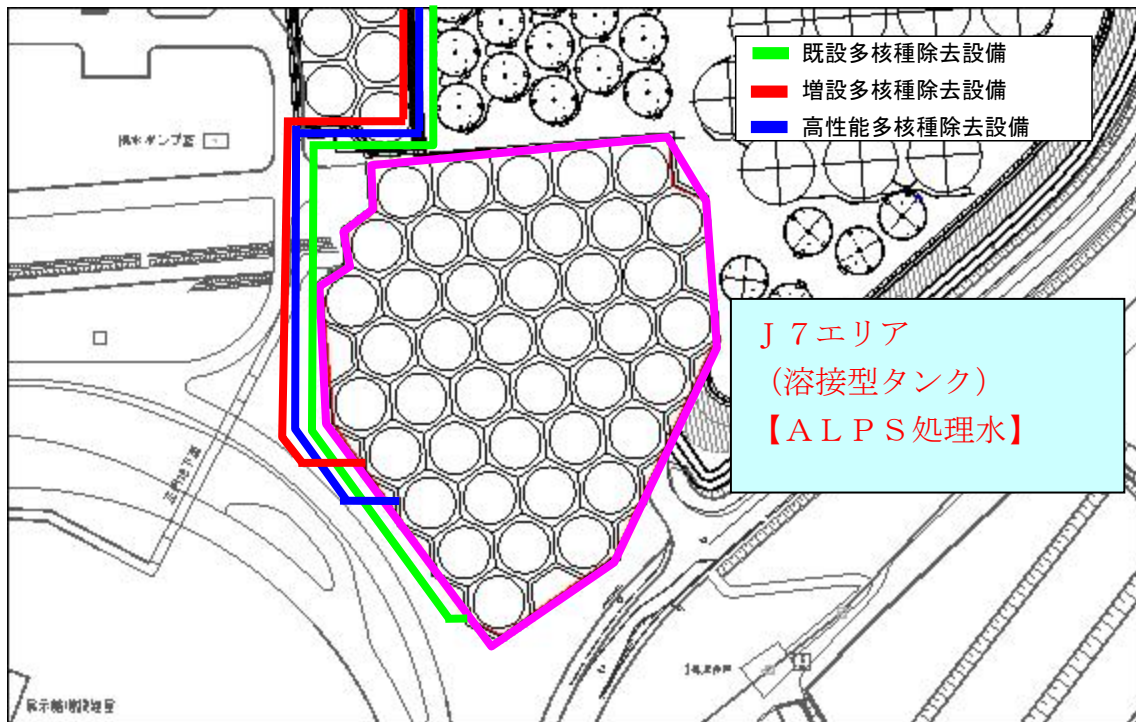 既設多核種除去設備
増設多核種除去設備
高性能多核種除去設備
Ｊ７エリア
（溶接型タンク）
【ＡＬＰＳ処理水】